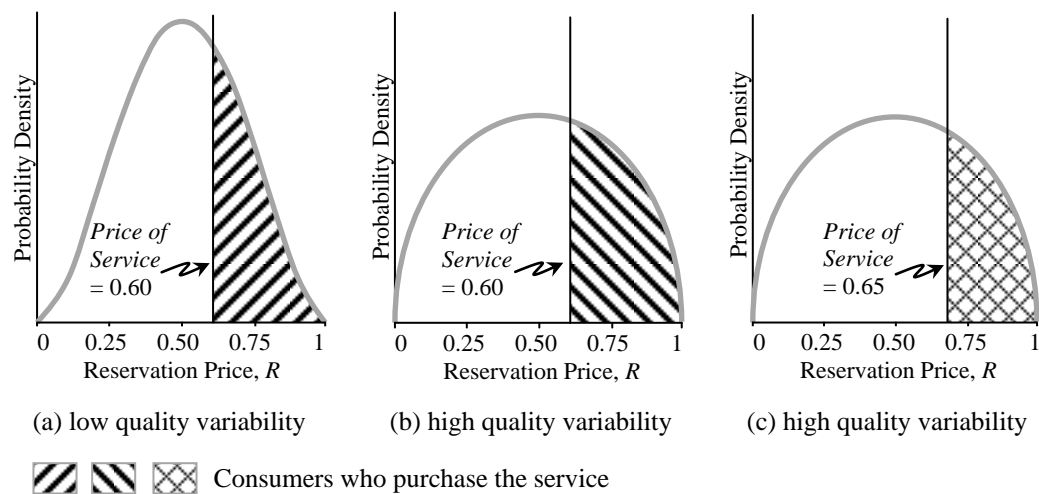 Probability Density
Price of
Service
= 0.60
0 0.25 0.50 0.75 1
Reservation Price, R
(a) low quality variability
Probability Density
Price of
Service
= 0.60
0 0.25 0.50 0.75 1
Reservation Price, R
(b) high quality variability
Probability Density
Price of
Service
= 0.65
0 0.25 0.50 0.75 1
Reservation Price, R
(c) high quality variability
Consumers who purchase the service